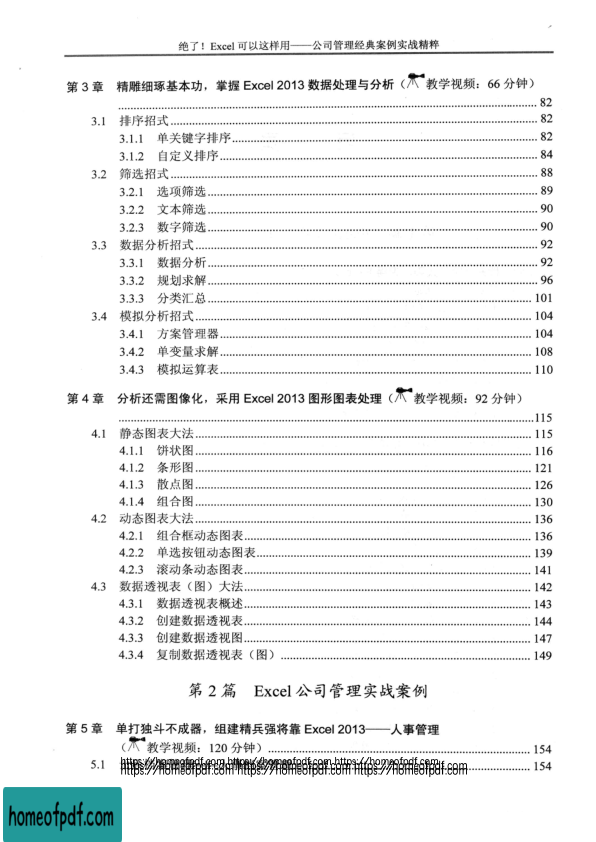 绝了！Excel 可以这样用——公司管理经典案例实战精粹
第 3 章 精雕细琢基本功，掌握 Excel 2013 数据处理与分析（教学视频：66 分钟）
82
3.1 排序招式 82
3.1.1 单关键字排序 82
3.1.2 自定义排序 84
3.2 筛选招式 88
3.2.1 选项筛选 89
3.2.2 文本筛选 90
3.2.3 数字筛选 90
3.3 数据分析招式 92
3.3.1 数据分析 92
3.3.2 规划求解 96
3.3.3 分类汇总 101
3.4 模拟分析招式 104
3.4.1 方案管理器 104
3.4.2 单变量求解 108
3.4.3 模拟运算表 110
第 4 章 分析还需图像化，采用 Excel 2013 图形图表处理（教学视频：92 分钟）
115
4.1 静态图表大法 115
4.1.1 饼状图 116
4.1.2 条形图 121
4.1.3 散点图 126
4.1.4 组合图 130
4.2 动态图表大法 136
4.2.1 组合框动态图表 136
4.2.2 单选按钮动态图表 139
4.2.3 滚动条动态图表 141
4.3 数据透视表（图）大法 142
4.3.1 数据透视表概述 143
4.3.2 创建数据透视表 144
4.3.3 创建数据透视图 147
4.3.4 复制数据透视表（图） 149
第 2 篇 Excel 公司管理实战案例
第 5 章 单打独斗不成器，组建精兵强将靠 Excel 2013——人事管理
（教学视频：120 分钟） 154
5.1 https://homeofpdf.com https://homeofpdf.com https://homeofpdf.com 154
homeofpdf.com